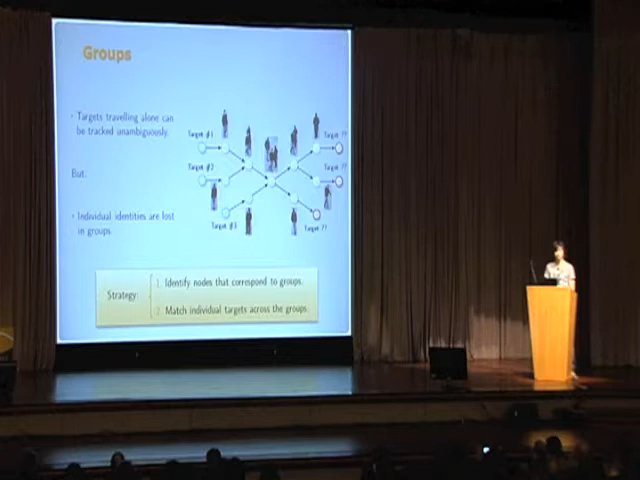 Groups
• Targets travelling alone can
be tracked unambiguously.
But:
• Individual identities are lost
in groups.
Target #1
Target #2
Target #3
Target ??
Target ??
Target ??
Strategy:
1. Identify nodes that correspond to groups.
2. Match individual targets across the groups.